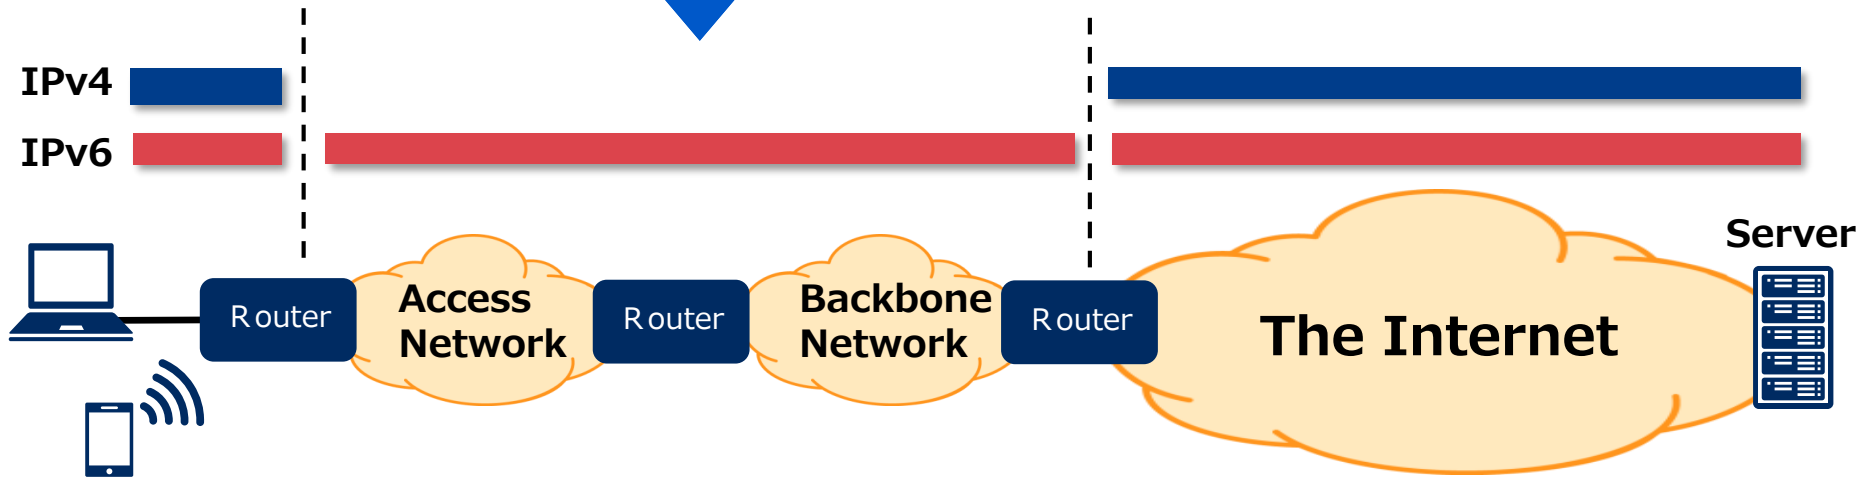 IPv4
IPv6
Server
Router
Access
Network
Router
Backbone
Network
Router
The Internet